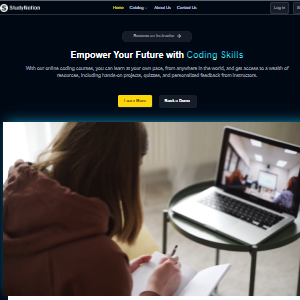 StudyNotion
Home Catalog About Us Contact Us
Log in
Become an Instructor
Empower Your Future with Coding Skills
With our online coding courses, you can learn at your own pace, from anywhere in the world, and get access to a wealth of
resources, including hands-on projects, quizzes, and personalized feedback from instructors.
Learn More Book a Demo